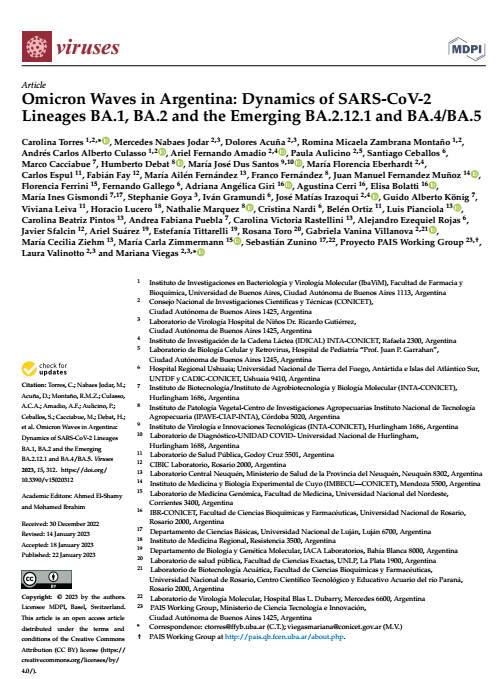 viruses
MDPI
Article
Omicron Waves in Argentina: Dynamics of SARS-CoV-2
Lineages BA.1, BA.2 and the Emerging BA.2.12.1 and BA.4/BA.5
Carolina Torres 1,2,*, Mercedes Nabaes Jodar 2,3, Dolores Acuña 2,3, Romina Micaela Zambrana Montaño 1,2,
Andrés Carlos Alberto Culasso 1,2, Ariel Fernando Amadio 2,4, Paula Aulicino 2,5, Santiago Ceballos 6,
Marco Cacciabue 7, Humberto Debat 8, María José Dus Santos 9,10, María Florencia Eberhardt 2,4,
Carlos Espul 11, Fabián Fay 12, María Ailén Fernández 13, Franco Fernández 8, Juan Manuel Fernandez Muñoz 14,
Florencia Ferrini 15, Fernando Gallego 6, Adriana Angélica Giri 16, Agustina Cerri 16, Elisa Bolatti 16,
María Ines Gismondi 7,17, Stephanie Goya 3, Iván Gramundi 6, José Matías Irazoqui 2,4, Guido Alberto König 7,
Viviana Leiva 11, Horacio Lucero 18, Nathalie Marquez 8, Cristina Nardi 6, Belén Ortiz 11, Luis Pianciola 13,
Carolina Beatriz Pintos 13, Andrea Fabiana Puebla 7, Carolina Victoria Rastellini 13, Alejandro Ezequiel Rojas 6,
Javier Sfalcin 12, Ariel Suárez 19, Estefanía Tittarelli 19, Rosana Toro 20, Gabriela Vanina Villanova 2,21,
María Cecilia Ziehm 13, María Carla Zimmermann 15, Sebastián Zunino 17,22, Proyecto PAIS Working Group 23,†,
Laura Valinotto 2,3 and Mariana Viegas 2,3,*
1 Instituto de Investigaciones en Bacteriología y Virología Molecular (IbaViM), Facultad de Farmacia y
Bioquímica, Universidad de Buenos Aires, Ciudad Autónoma de Buenos Aires 1113, Argentina
2 Consejo Nacional de Investigaciones Científicas y Técnicas (CONICET),
Ciudad Autónoma de Buenos Aires 1425, Argentina
3 Laboratorio de Virología Hospital de Niños Dr. Ricardo Gutiérrez,
Ciudad Autónoma de Buenos Aires 1425, Argentina
4 Instituto de Investigación de la Cadena Láctea (IDICAL) INTA-CONICET, Rafaela 2300, Argentina
5 Laboratorio de Biología Celular y Retrovirus, Hospital de Pediatría “Prof. Juan P. Garrahan”,
Ciudad Autónoma de Buenos Aires 1245, Argentina
6 Hospital Regional Ushuaia; Universidad Nacional de Tierra del Fuego, Antártida e Islas del Atlántico Sur,
UNTDF y CADIC-CONICET, Ushuaia 9410, Argentina
7 Instituto de Biotecnología/Instituto de Agrobiotecnología y Biología Molecular (INTA-CONICET),
Hurlingham 1686, Argentina
8 Instituto de Patología Vegetal-Centro de Investigaciones Agropecuarias Instituto Nacional de Tecnología
Agropecuaria (IPAVE-CIAP-INTA), Córdoba 5020, Argentina
9 Instituto de Virología e Innovaciones Tecnológicas (INTA-CONICET), Hurlingham 1686, Argentina
10 Laboratorio de Diagnóstico-UNIDAD COVID- Universidad Nacional de Hurlingham,
Hurlingham 1688, Argentina
11 Laboratorio de Salud Pública, Godoy Cruz 5501, Argentina
12 CIBIC Laboratorio, Rosario 2000, Argentina
13 Laboratorio Central Neuquén, Ministerio de Salud de la Provincia del Neuquén, Neuquén 8302, Argentina
14 Instituto de Medicina y Biología Experimental de Cuyo (IMBECU—CONICET), Mendoza 5500, Argentina
15 Laboratorio de Medicina Genómica, Facultad de Medicina, Universidad Nacional del Nordeste,
Corrientes 3400, Argentina
16 IBR-CONICET, Facultad de Ciencias Bioquímicas y Farmacéuticas, Universidad Nacional de Rosario,
Rosario 2000, Argentina
17 Departamento de Ciencias Básicas, Universidad Nacional de Luján, Luján 6700, Argentina
18 Instituto de Medicina Regional, Resistencia 3500, Argentina
19 Departamento de Biología y Genética Molecular, IACA Laboratorios, Bahía Blanca 8000, Argentina
20 Laboratorio de salud pública, Facultad de Ciencias Exactas, UNLP, La Plata 1900, Argentina
21 Laboratorio de Biotecnología Acuática, Facultad de Ciencias Bioquímicas y Farmacéuticas,
Universidad Nacional de Rosario, Centro Científico Tecnológico y Educativo Acuario del río Paraná,
Rosario 2000, Argentina
22 Laboratorio de Virología Molecular, Hospital Blas L. Dubarry, Mercedes 6600, Argentina
23 PAIS Working Group, Ministerio de Ciencia Tecnología e Innovación,
Ciudad Autónoma de Buenos Aires 1425, Argentina
* Correspondence: ctorres@ffyb.uba.ar (C.T.); viegasmariana@conicet.gov.ar (M.V.)
† PAIS Working Group at http://pais.qb.fcen.uba.ar/about.php.
check for
updates
Citation: Torres, C.; Nabaes Jodar, M.;
Acuña, D.; Montaño, R.M.Z.; Culasso,
A.C.A.; Amadio, A.F.; Aulicino, P.;
Ceballos, S.; Cacciabue, M.; Debat, H.;
et al. Omicron Waves in Argentina:
Dynamics of SARS-CoV-2 Lineages
BA.1, BA.2 and the Emerging
BA.2.12.1 and BA.4/BA.5. Viruses
2023, 15, 312. https://doi.org/
10.3390/v15020312
Academic Editors: Ahmed El-Shamy
and Mohamed Ibrahim
Received: 30 December 2022
Revised: 14 January 2023
Accepted: 18 January 2023
Published: 22 January 2023
CC BY
Copyright: © 2023 by the authors.
Licensee MDPI, Basel, Switzerland.
This article is an open access article
distributed under the terms and
conditions of the Creative Commons
Attribution (CC BY) license (https://
creativecommons.org/licenses/by/
4.0/).